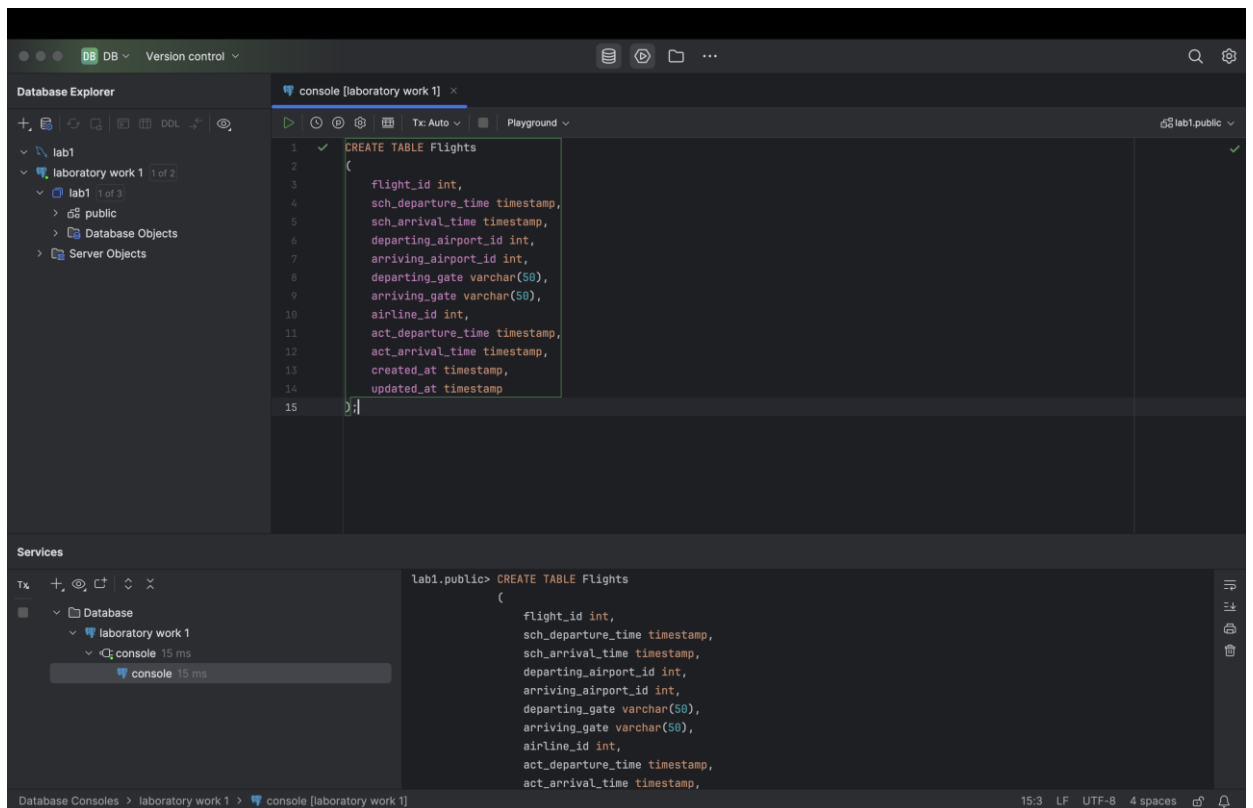 DB DB Version control
Database Explorer
console [laboratory work 1]
DDL
Tx: Auto Playground lab1.public
lab1
laboratory work 1 1 of 2
lab1 1 of 3
public
Database Objects
Server Objects
1 CREATE TABLE Flights
2 (
3 flight_id int,
4 sch_departure_time timestamp,
5 sch_arrival_time timestamp,
6 departing_airport_id int,
7 arriving_airport_id int,
8 departing_gate varchar(50),
9 arriving_gate varchar(50),
10 airline_id int,
11 act_departure_time timestamp,
12 act_arrival_time timestamp,
13 created_at timestamp,
14 updated_at timestamp
15 );
Services
Tx
Database
laboratory work 1
console 15 ms
console 15 ms
lab1.public> CREATE TABLE Flights
(
flight_id int,
sch_departure_time timestamp,
sch_arrival_time timestamp,
departing_airport_id int,
arriving_airport_id int,
departing_gate varchar(50),
arriving_gate varchar(50),
airline_id int,
act_departure_time timestamp,
act_arrival_time timestamp,
Database Consoles > laboratory work 1 > console [laboratory work 1] 15:3 LF UTF-8 4 spaces